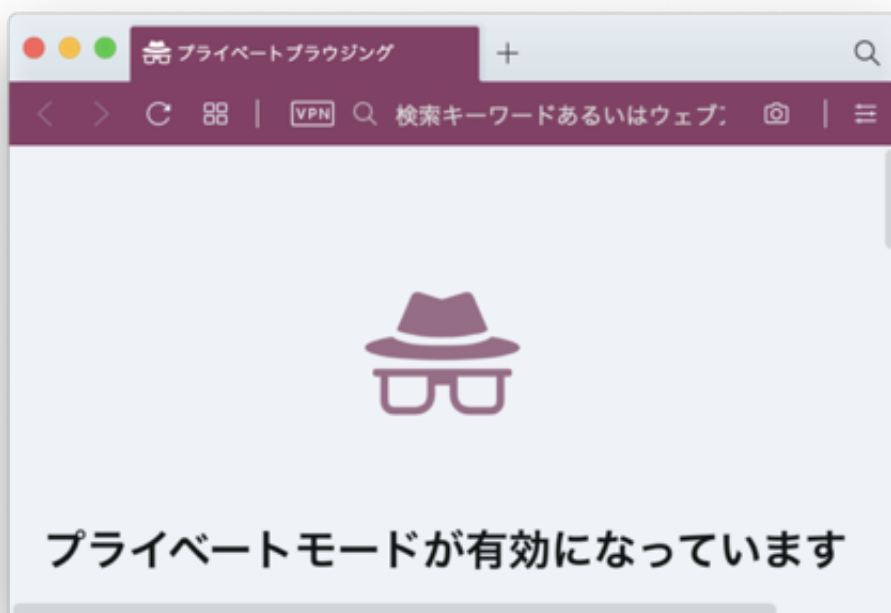 プライベートブラウジング
VPN 検索キーワードあるいはウェブ
プライベートモードが有効になっています